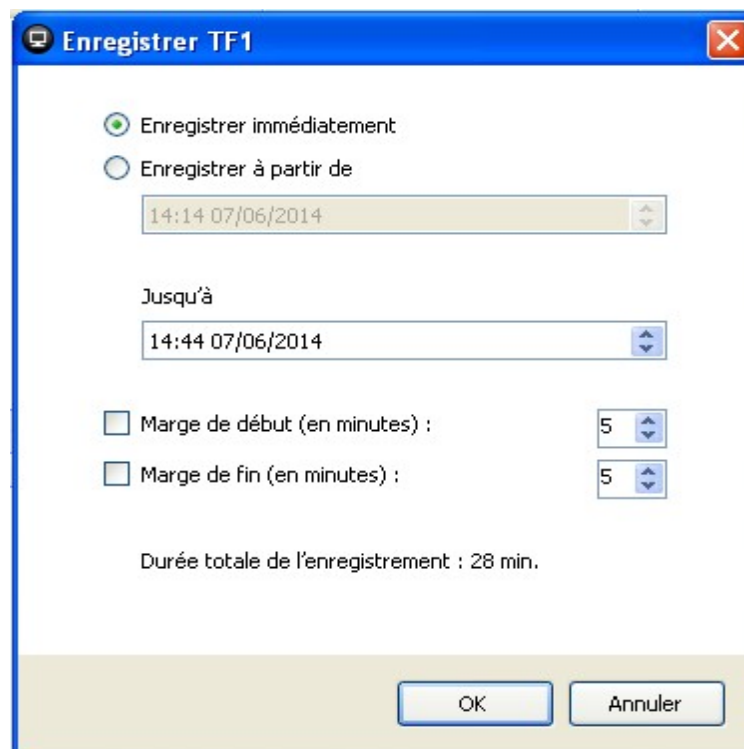 Enregistrer TF1
Enregistrer immédiatement
Enregistrer à partir de
14:14 07/06/2014
Jusqu'à
14:44 07/06/2014
Marge de début (en minutes) : 5
Marge de fin (en minutes) : 5
Durée totale de l'enregistrement : 28 min.
OK Annuler